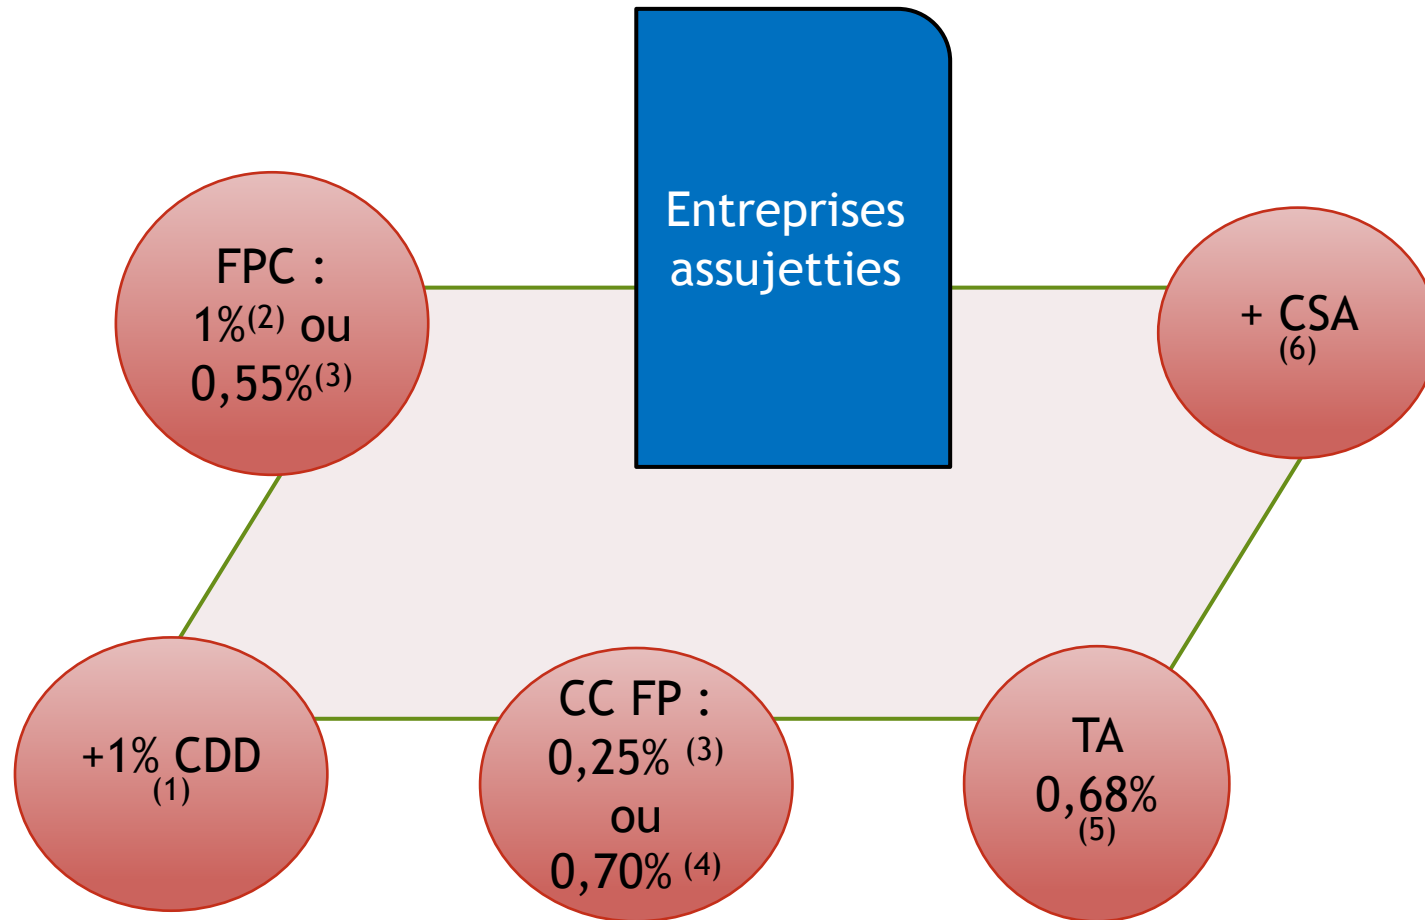 Entreprises
assujetties
FPC :
1%(2) ou
0,55%(3)
+ CSA
(6)
+1% CDD
(1)
CC FP :
0,25% (3)
ou
0,70% (4)
TA
0,68%
(5)